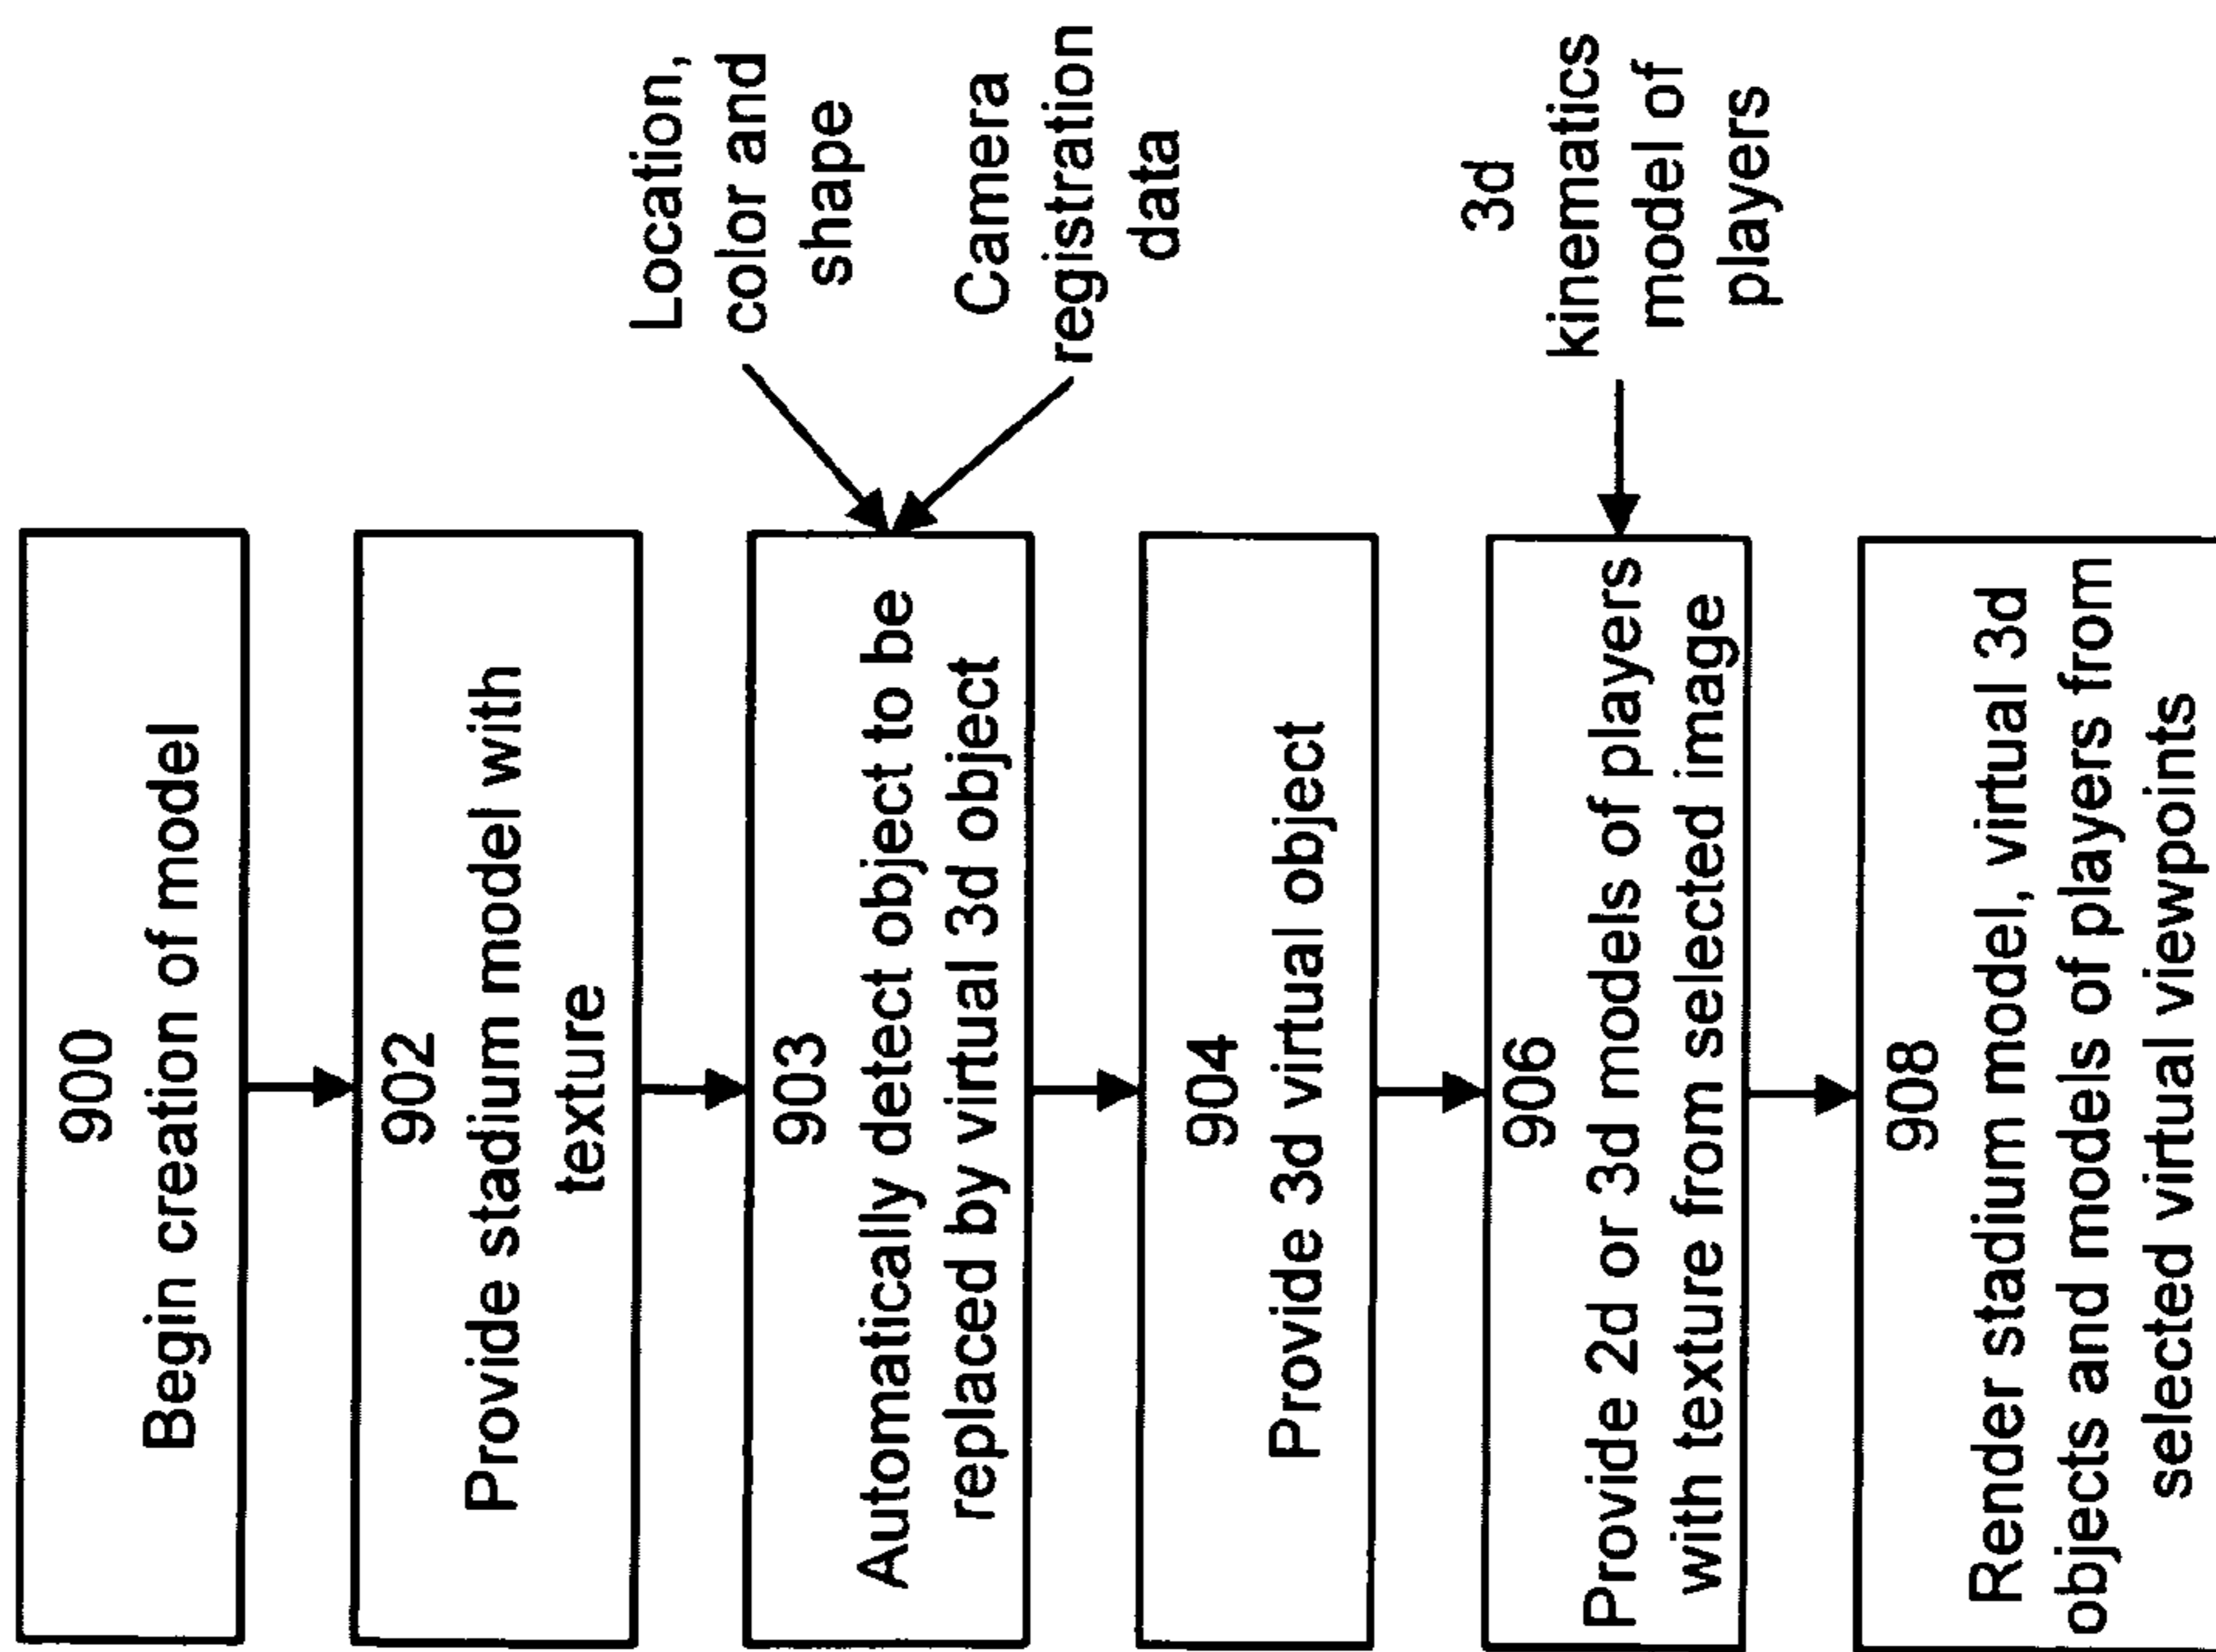 900
Begin creation of model
902
Provide stadium model with
texture
903
Automatically detect object to be
replaced by virtual 3d object
Location,
color and
shape
Camera
registration
data
904
Provide 3d virtual object
906
Provide 2d or 3d models of players
with texture from selected image
3d
kinematics
model of
players
908
Render stadium model, virtual 3d
objects and models of players from
selected virtual viewpoints